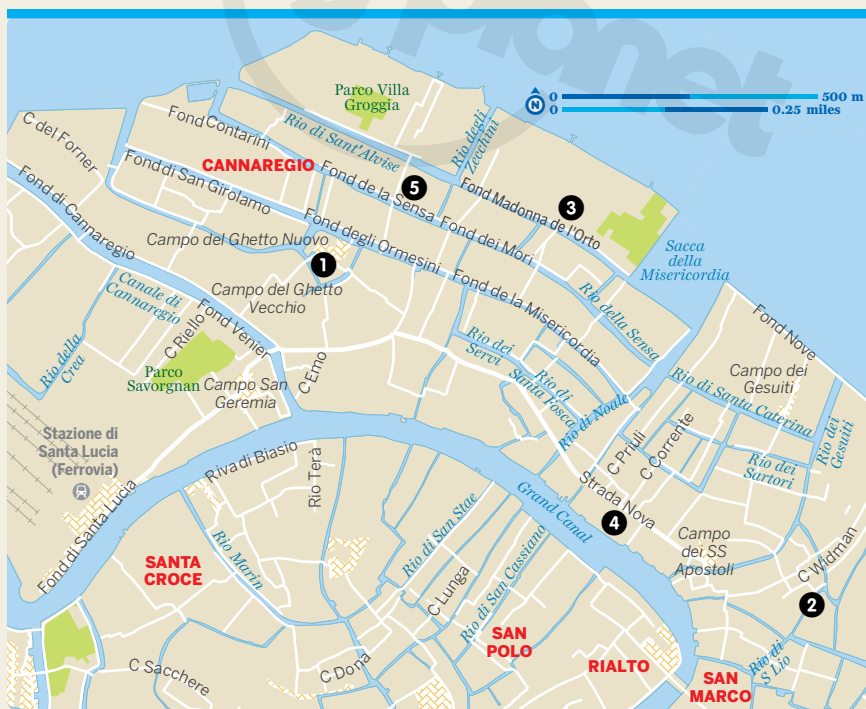 planet
Parco Villa
Groggia
N
0
500 m
0
0.25 miles
C del Forner
Fond Contarini
Rio di Sant'Alvise
Rio degli
Zecchini
CANNAREGIO
Fond di San Girolamo
Fond de la Sensa
5
Fond Madonna de l'Orto
3
Fond di Cannaregio
Campo del Ghetto Nuovo
Fond degli Ormesini
Fond dei Mori
Sacca
della
Misericordia
1
Campo del Ghetto
Vecchio
Canale di
Cannaregio
Fond de la Misericordia
Rio della Sensa
Fond Nove
C Riello
Fond Venier
Rio della
Crea
Parco
Savorgnan
Campo San
Geremia
C Emo
Rio dei
Servi
Rio di
Santa Fosca
Rio di Noale
Campo dei
Gesuiti
Rio di Santa Caterina
Rio dei
Gesuiti
Stazione di
Santa Lucia
(Ferrovia)
Riva di Biasio
Rio Terà
C Priuli
C Corrente
Rio dei
Sartori
Strada Nova
Grand Canal
4
Fond di Santa Lucia
Rio Marin
Rio di San Stae
Rio di San Cassiano
Campo
dei SS
Apostoli
SANTA
CROCE
C Lunga
C Widman
2
SAN
POLO
RIALTO
C Sacchere
C Dona
SAN
MARCO
Rio di
S Lio